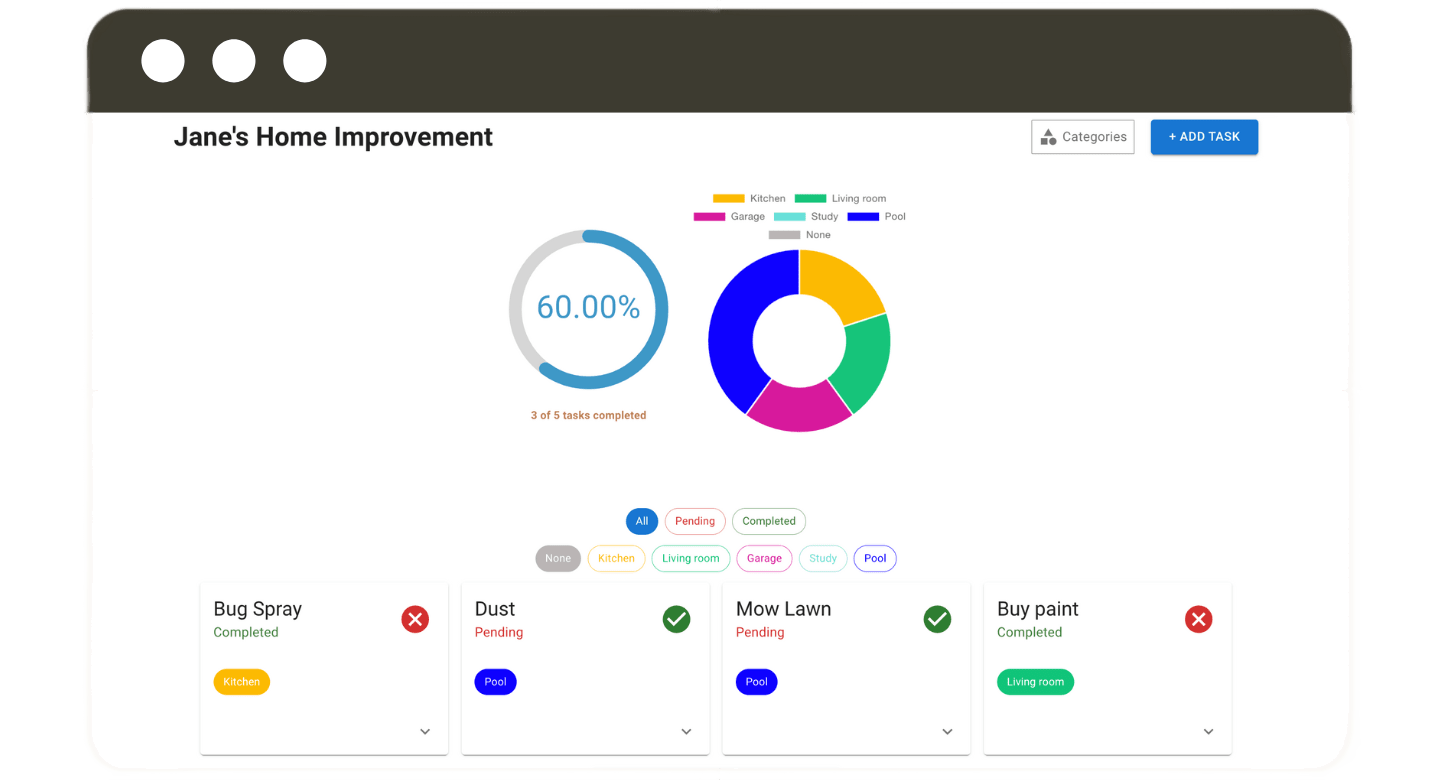 Jane's Home Improvement
Categories
+ ADD TASK
Kitchen Living room
Garage Study Pool
None
60.00%
3 of 5 tasks completed
All Pending Completed
None Kitchen Living room Garage Study Pool
Bug Spray
Completed
Kitchen
Dust
Pending
Pool
Mow Lawn
Pending
Pool
Buy paint
Completed
Living room